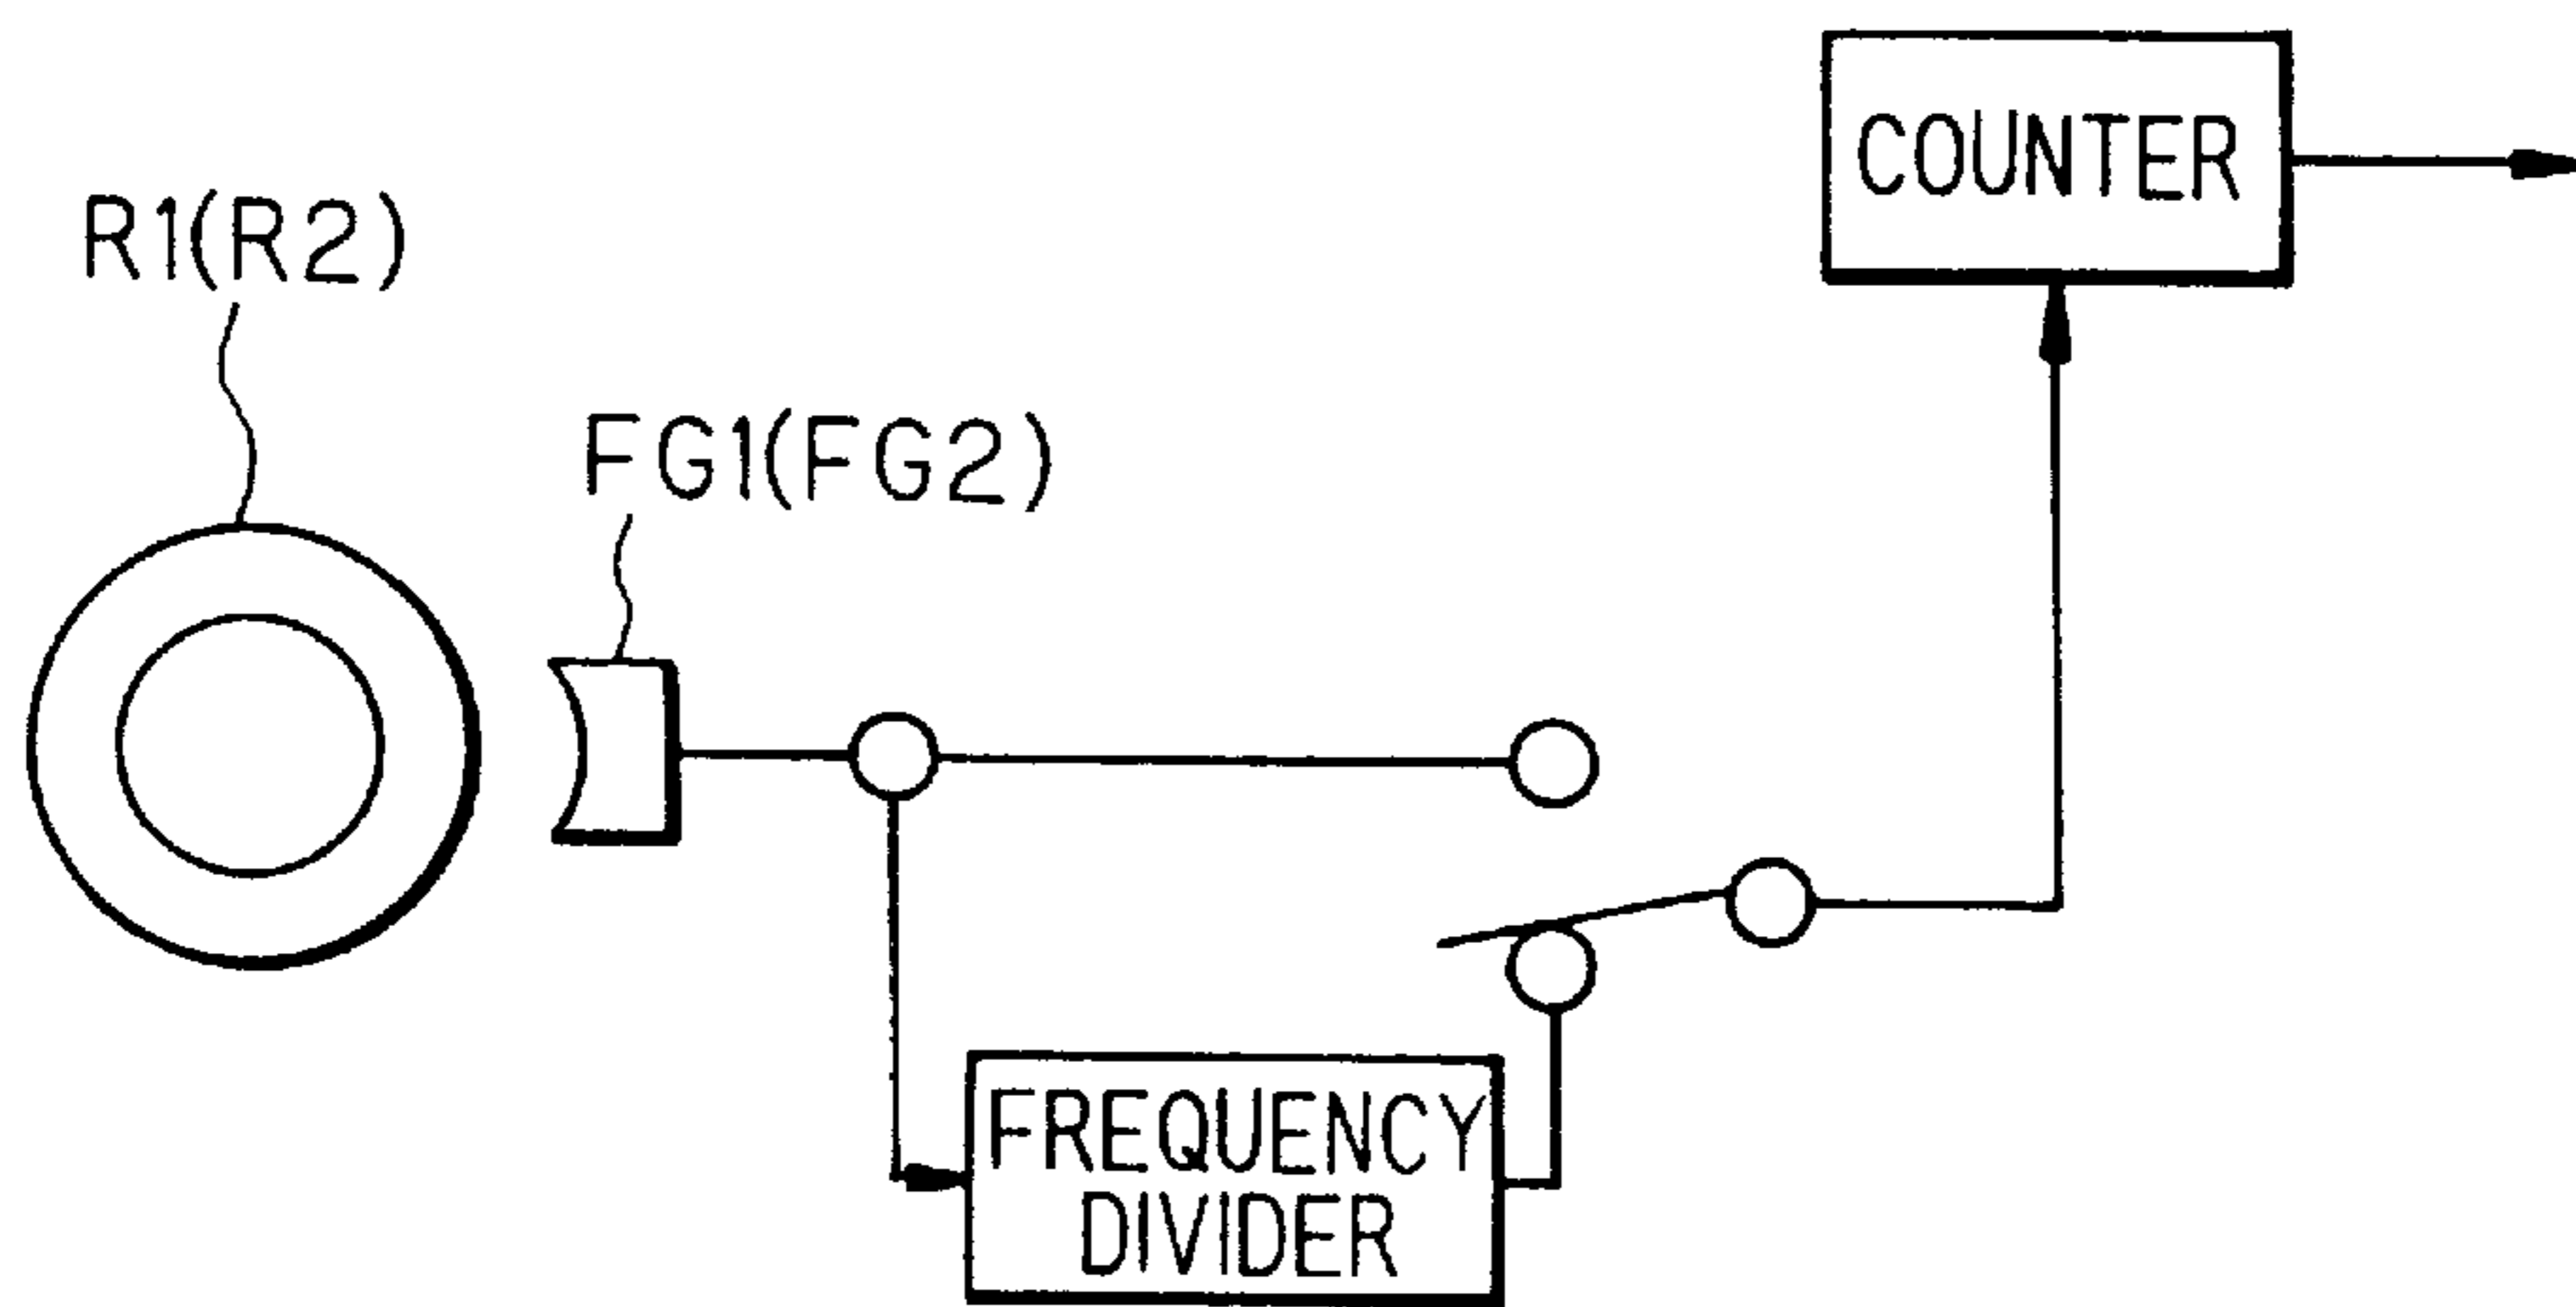 COUNTER
R1(R2)
FG1(FG2)
FREQUENCY
DIVIDER